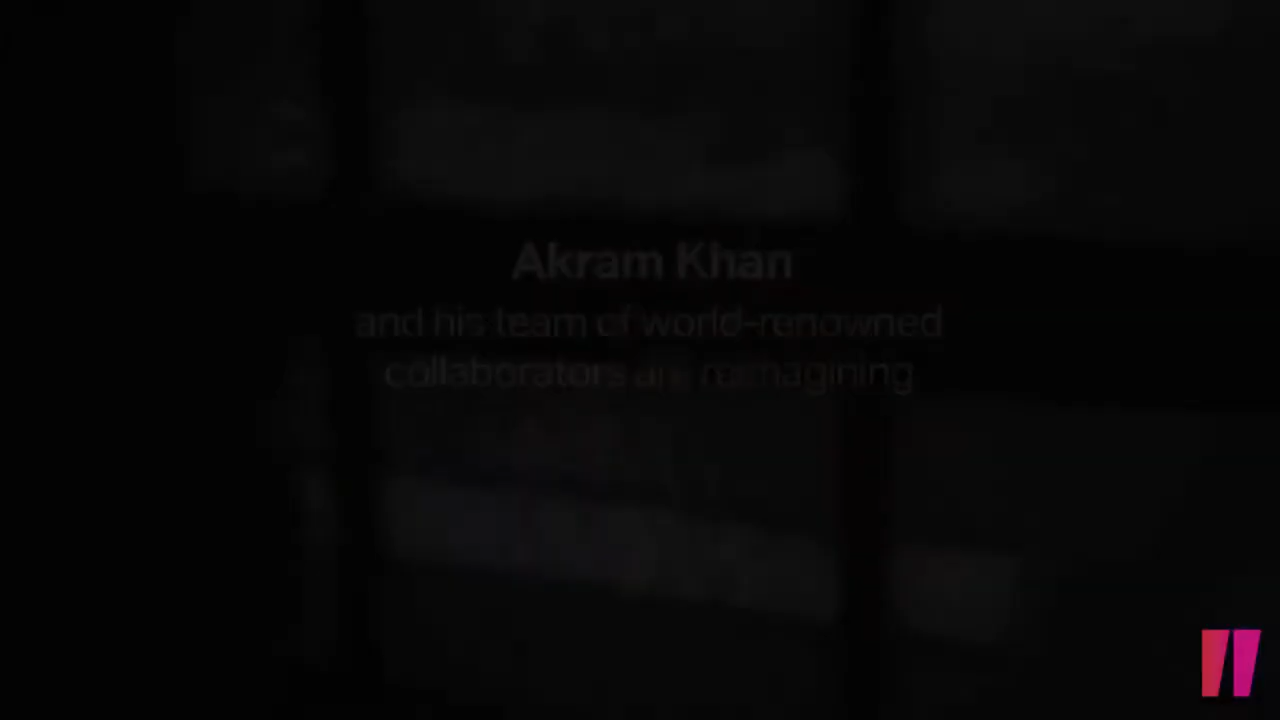 Akram Khan
and his team of world-renowned
collaborators are reimagining